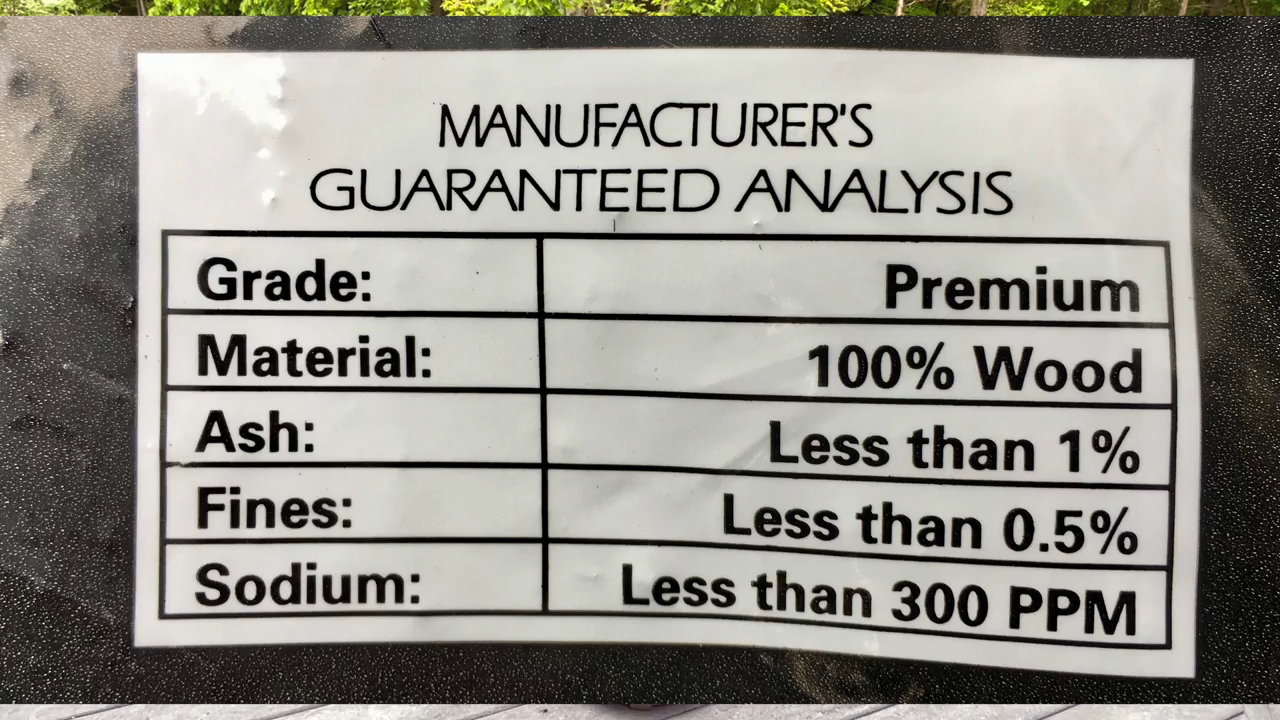 MANUFACTURER'S
GUARANTEED ANALYSIS
Grade: Premium
Material: 100% Wood
Ash: Less than 1%
Fines: Less than 0.5%
Sodium: Less than 300 PPM